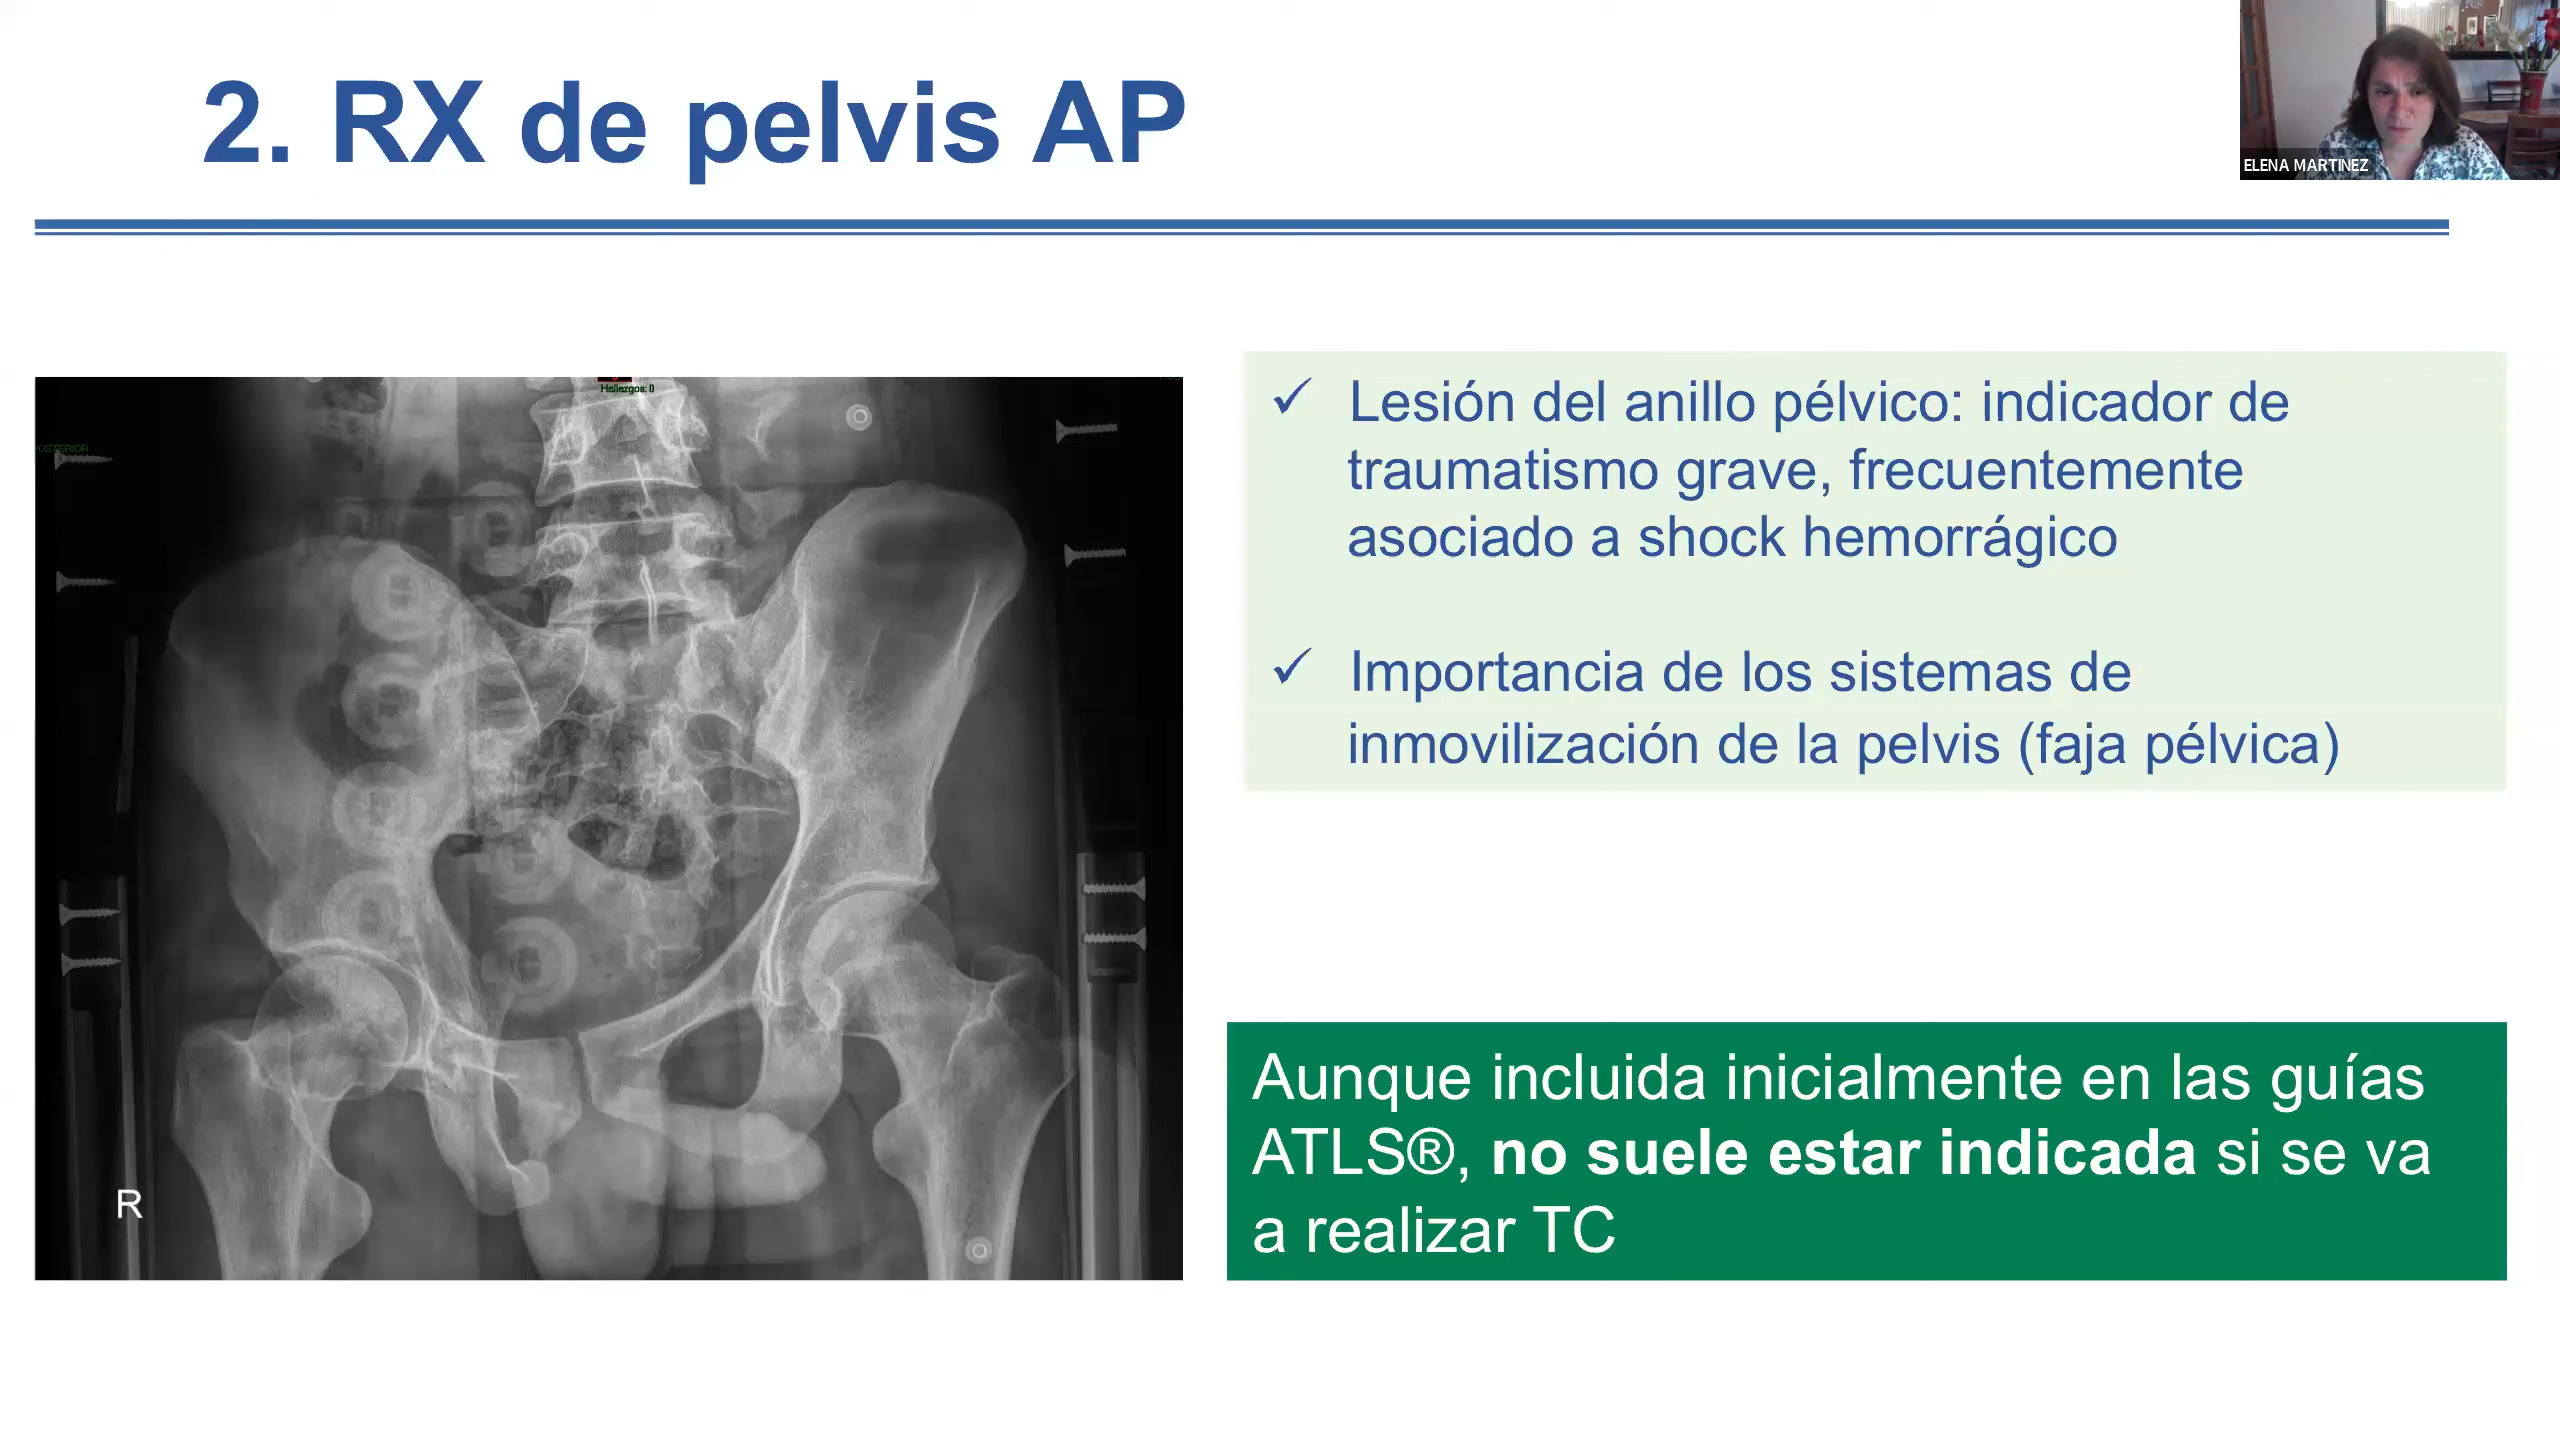 2. RX de pelvis AP
ELENA MARTINEZ
Hallazgos: 0
POSTERIOR
R
✓ Lesión del anillo pélvico: indicador de
traumatismo grave, frecuentemente
asociado a shock hemorrágico
✓ Importancia de los sistemas de
inmovilización de la pelvis (faja pélvica)
Aunque incluida inicialmente en las guías
ATLS®, no suele estar indicada si se va
a realizar TC